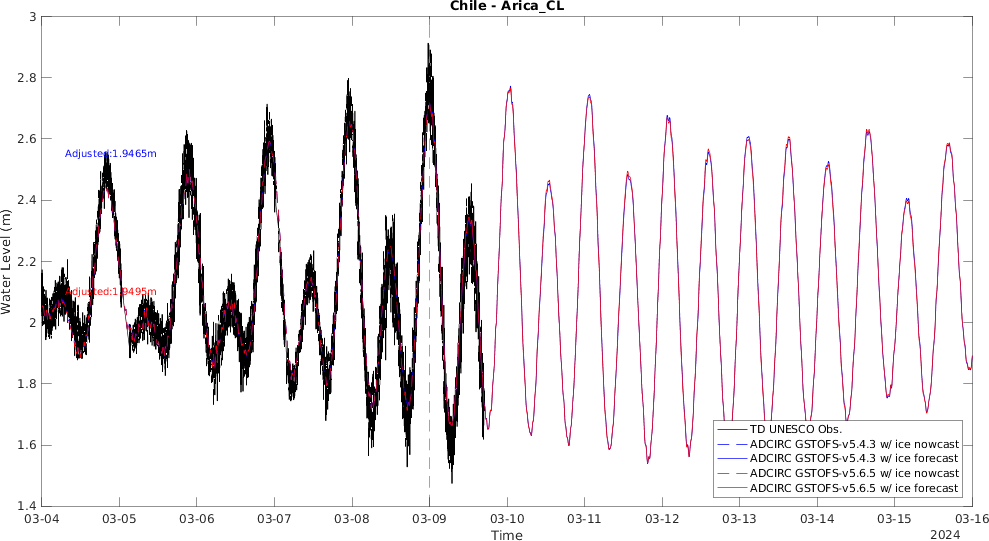 Chile - Arica_CL
3
2.8
2.6
2.4
2.2
2
1.8
1.6
1.4
Water Level (m)
Adjusted:1.9465m
Adjusted:1.9495m
TD UNESCO Obs.
ADCIRC GSTOFS-v5.4.3 w/ ice nowcast
ADCIRC GSTOFS-v5.4.3 w/ ice forecast
ADCIRC GSTOFS-v5.6.5 w/ ice nowcast
ADCIRC GSTOFS-v5.6.5 w/ ice forecast
03-04 03-05 03-06 03-07 03-08 03-09 03-10 03-11 03-12 03-13 03-14 03-15 03-16
Time
2024